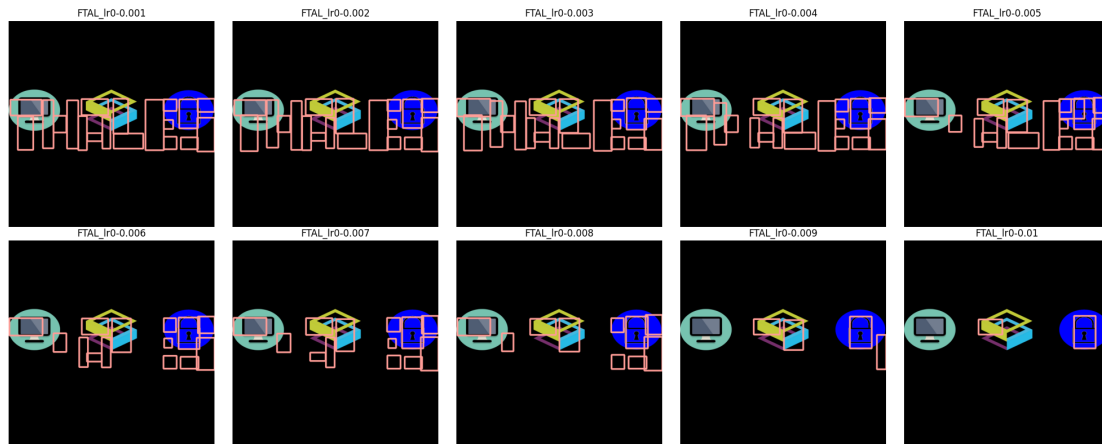 FTAL_lr0-0.001
FTAL_lr0-0.002
FTAL_lr0-0.003
FTAL_lr0-0.004
FTAL_lr0-0.005
FTAL_lr0-0.006
FTAL_lr0-0.007
FTAL_lr0-0.008
FTAL_lr0-0.009
FTAL_lr0-0.01